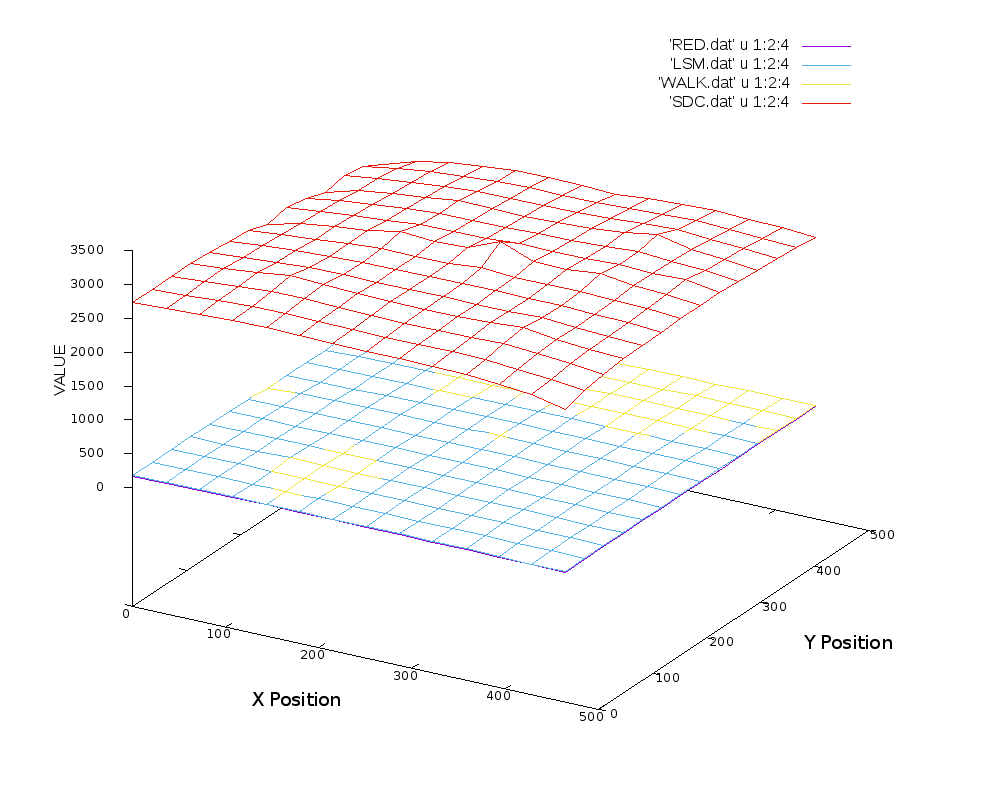 'RED.dat' u 1:2:4
'LSM.dat' u 1:2:4
'WALK.dat' u 1:2:4
'SDC.dat' u 1:2:4
3500
3000
2500
2000
1500
1000
500
0
VALUE
0
100
200
300
400
500
X Position
0
100
200
300
400
500
Y Position